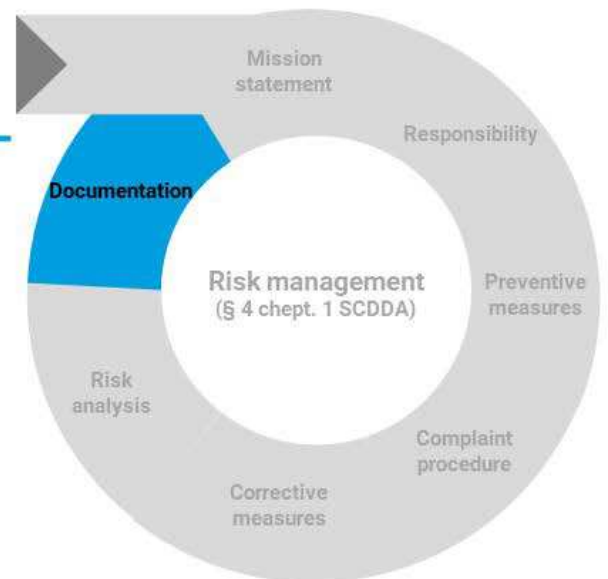 Mission
statement
Responsibility
Documentation
Risk management
(§ 4 chept. 1 SCDDA)
Preventive
measures
Risk
analysis
Complaint
procedure
Corrective
measures